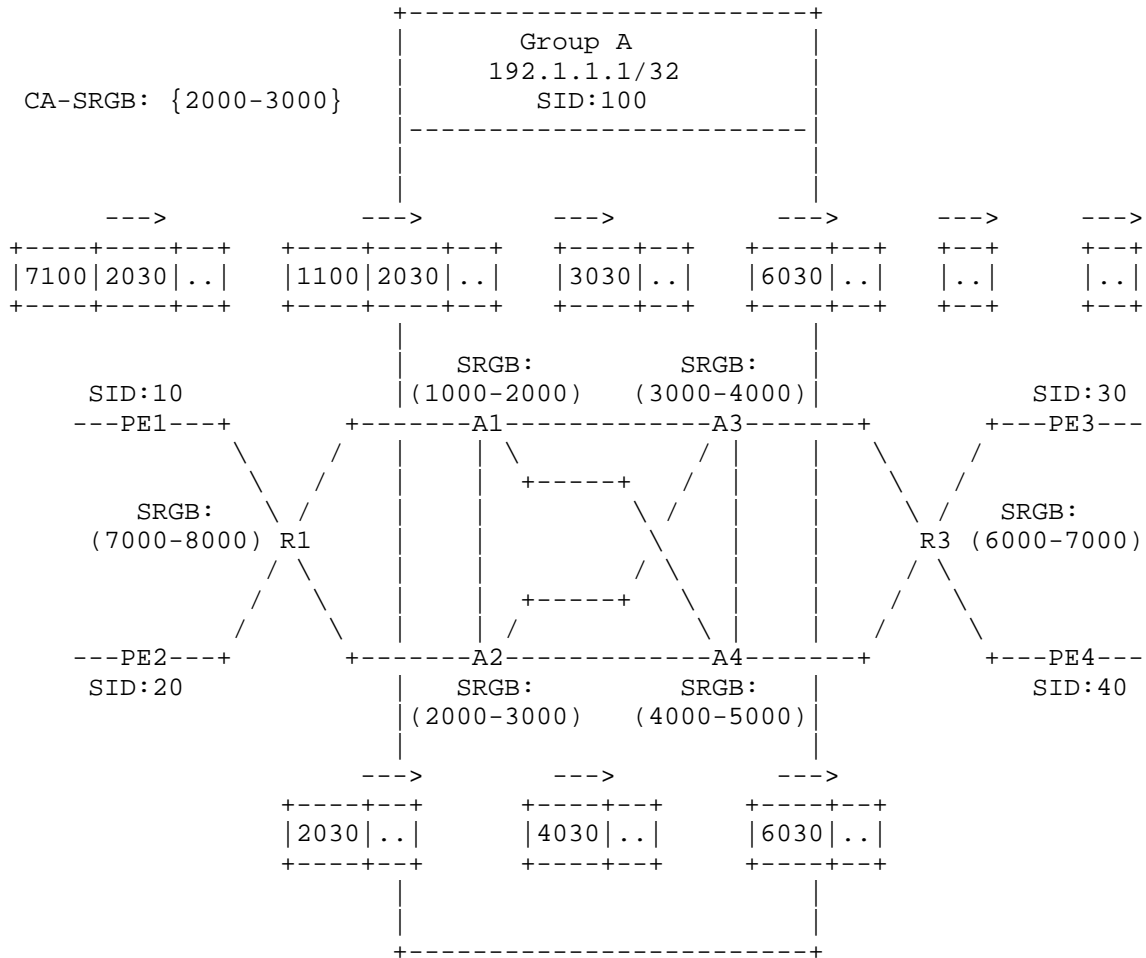 Group A
192.1.1.1/32
CA-SRGB: {2000-3000} SID:100
---> ---> ---> ---> ---> --->
|7100|2030|..| |1100|2030|..| |3030|..| |6030|..| |..| |..|
SRGB: SRGB:
SID:10 (1000-2000) (3000-4000) SID:30
---PE1---+ +-------A1--------------A3-------+ +---PE3---
SRGB: SRGB:
(7000-8000) R1 R3 (6000-7000)
---PE2---+ +-------A2--------------A4-------+ +---PE4---
SID:20 SRGB: SRGB: SID:40
(2000-3000) (4000-5000)
---> ---> --->
|2030|..| |4030|..| |6030|..|